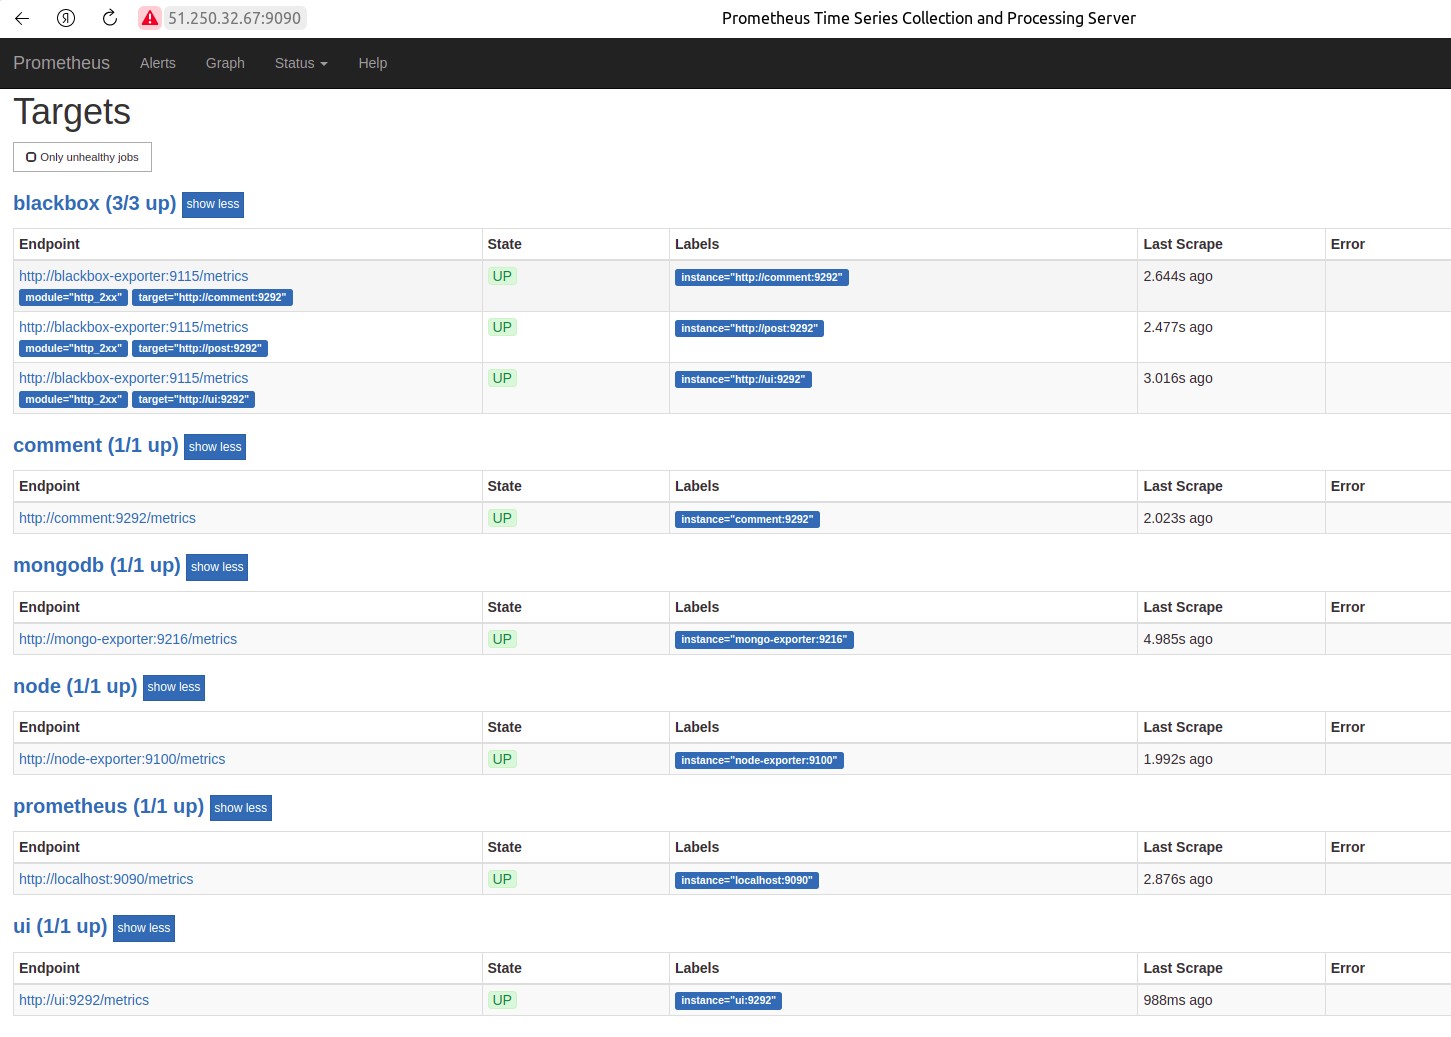 Я 51.250.32.67:9090 Prometheus Time Series Collection and Processing Server
Prometheus Alerts Graph Status Help
Targets
Only unhealthy jobs
blackbox (3/3 up) show less
Endpoint State Labels Last Scrape Error
http://blackbox-exporter:9115/metrics UP instance="http://comment:9292" 2.644s ago
module="http_2xx" target="http://comment:9292"
http://blackbox-exporter:9115/metrics UP instance="http://post:9292" 2.477s ago
module="http_2xx" target="http://post:9292"
http://blackbox-exporter:9115/metrics UP instance="http://ui:9292" 3.016s ago
module="http_2xx" target="http://ui:9292"
comment (1/1 up) show less
Endpoint State Labels Last Scrape Error
http://comment:9292/metrics UP instance="comment:9292" 2.023s ago
mongodb (1/1 up) show less
Endpoint State Labels Last Scrape Error
http://mongo-exporter:9216/metrics UP instance="mongo-exporter:9216" 4.985s ago
node (1/1 up) show less
Endpoint State Labels Last Scrape Error
http://node-exporter:9100/metrics UP instance="node-exporter:9100" 1.992s ago
prometheus (1/1 up) show less
Endpoint State Labels Last Scrape Error
http://localhost:9090/metrics UP instance="localhost:9090" 2.876s ago
ui (1/1 up) show less
Endpoint State Labels Last Scrape Error
http://ui:9292/metrics UP instance="ui:9292" 988ms ago